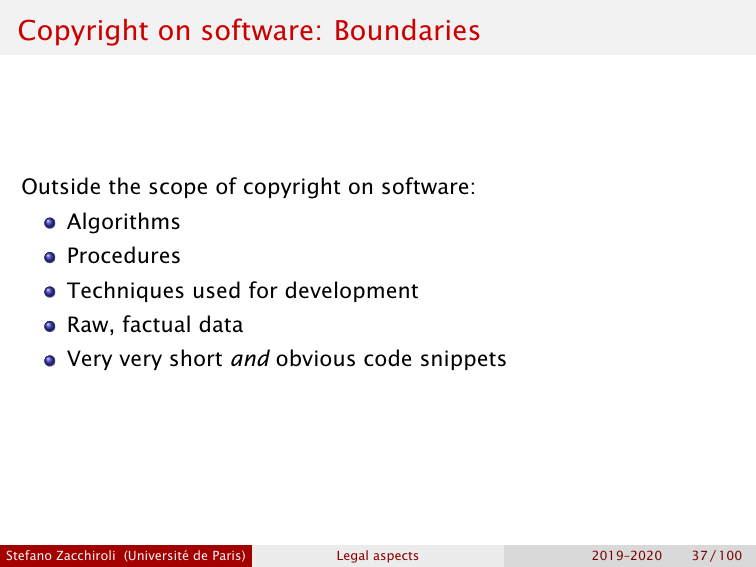 Copyright on software: Boundaries
Outside the scope of copyright on software:
Algorithms
Procedures
Techniques used for development
Raw, factual data
Very very short and obvious code snippets
Stefano Zacchiroli (Université de Paris) Legal aspects 2019–2020 37 / 100